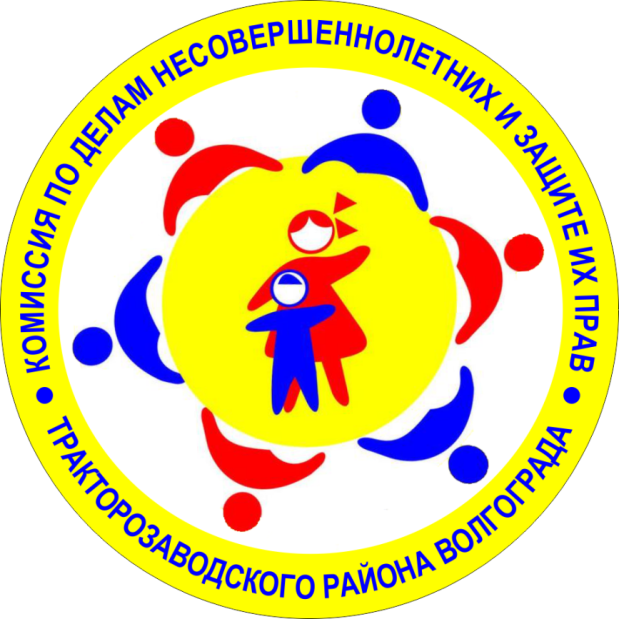 КОМИССИЯ ПО ДЕЛАМ НЕСОВЕРШЕННОЛЕТНИХ И ЗАЩИТЕ ИХ ПРАВ
ТРАКТОРОЗАВОДСКОГО РАЙОНА ВОЛГОГРАДА